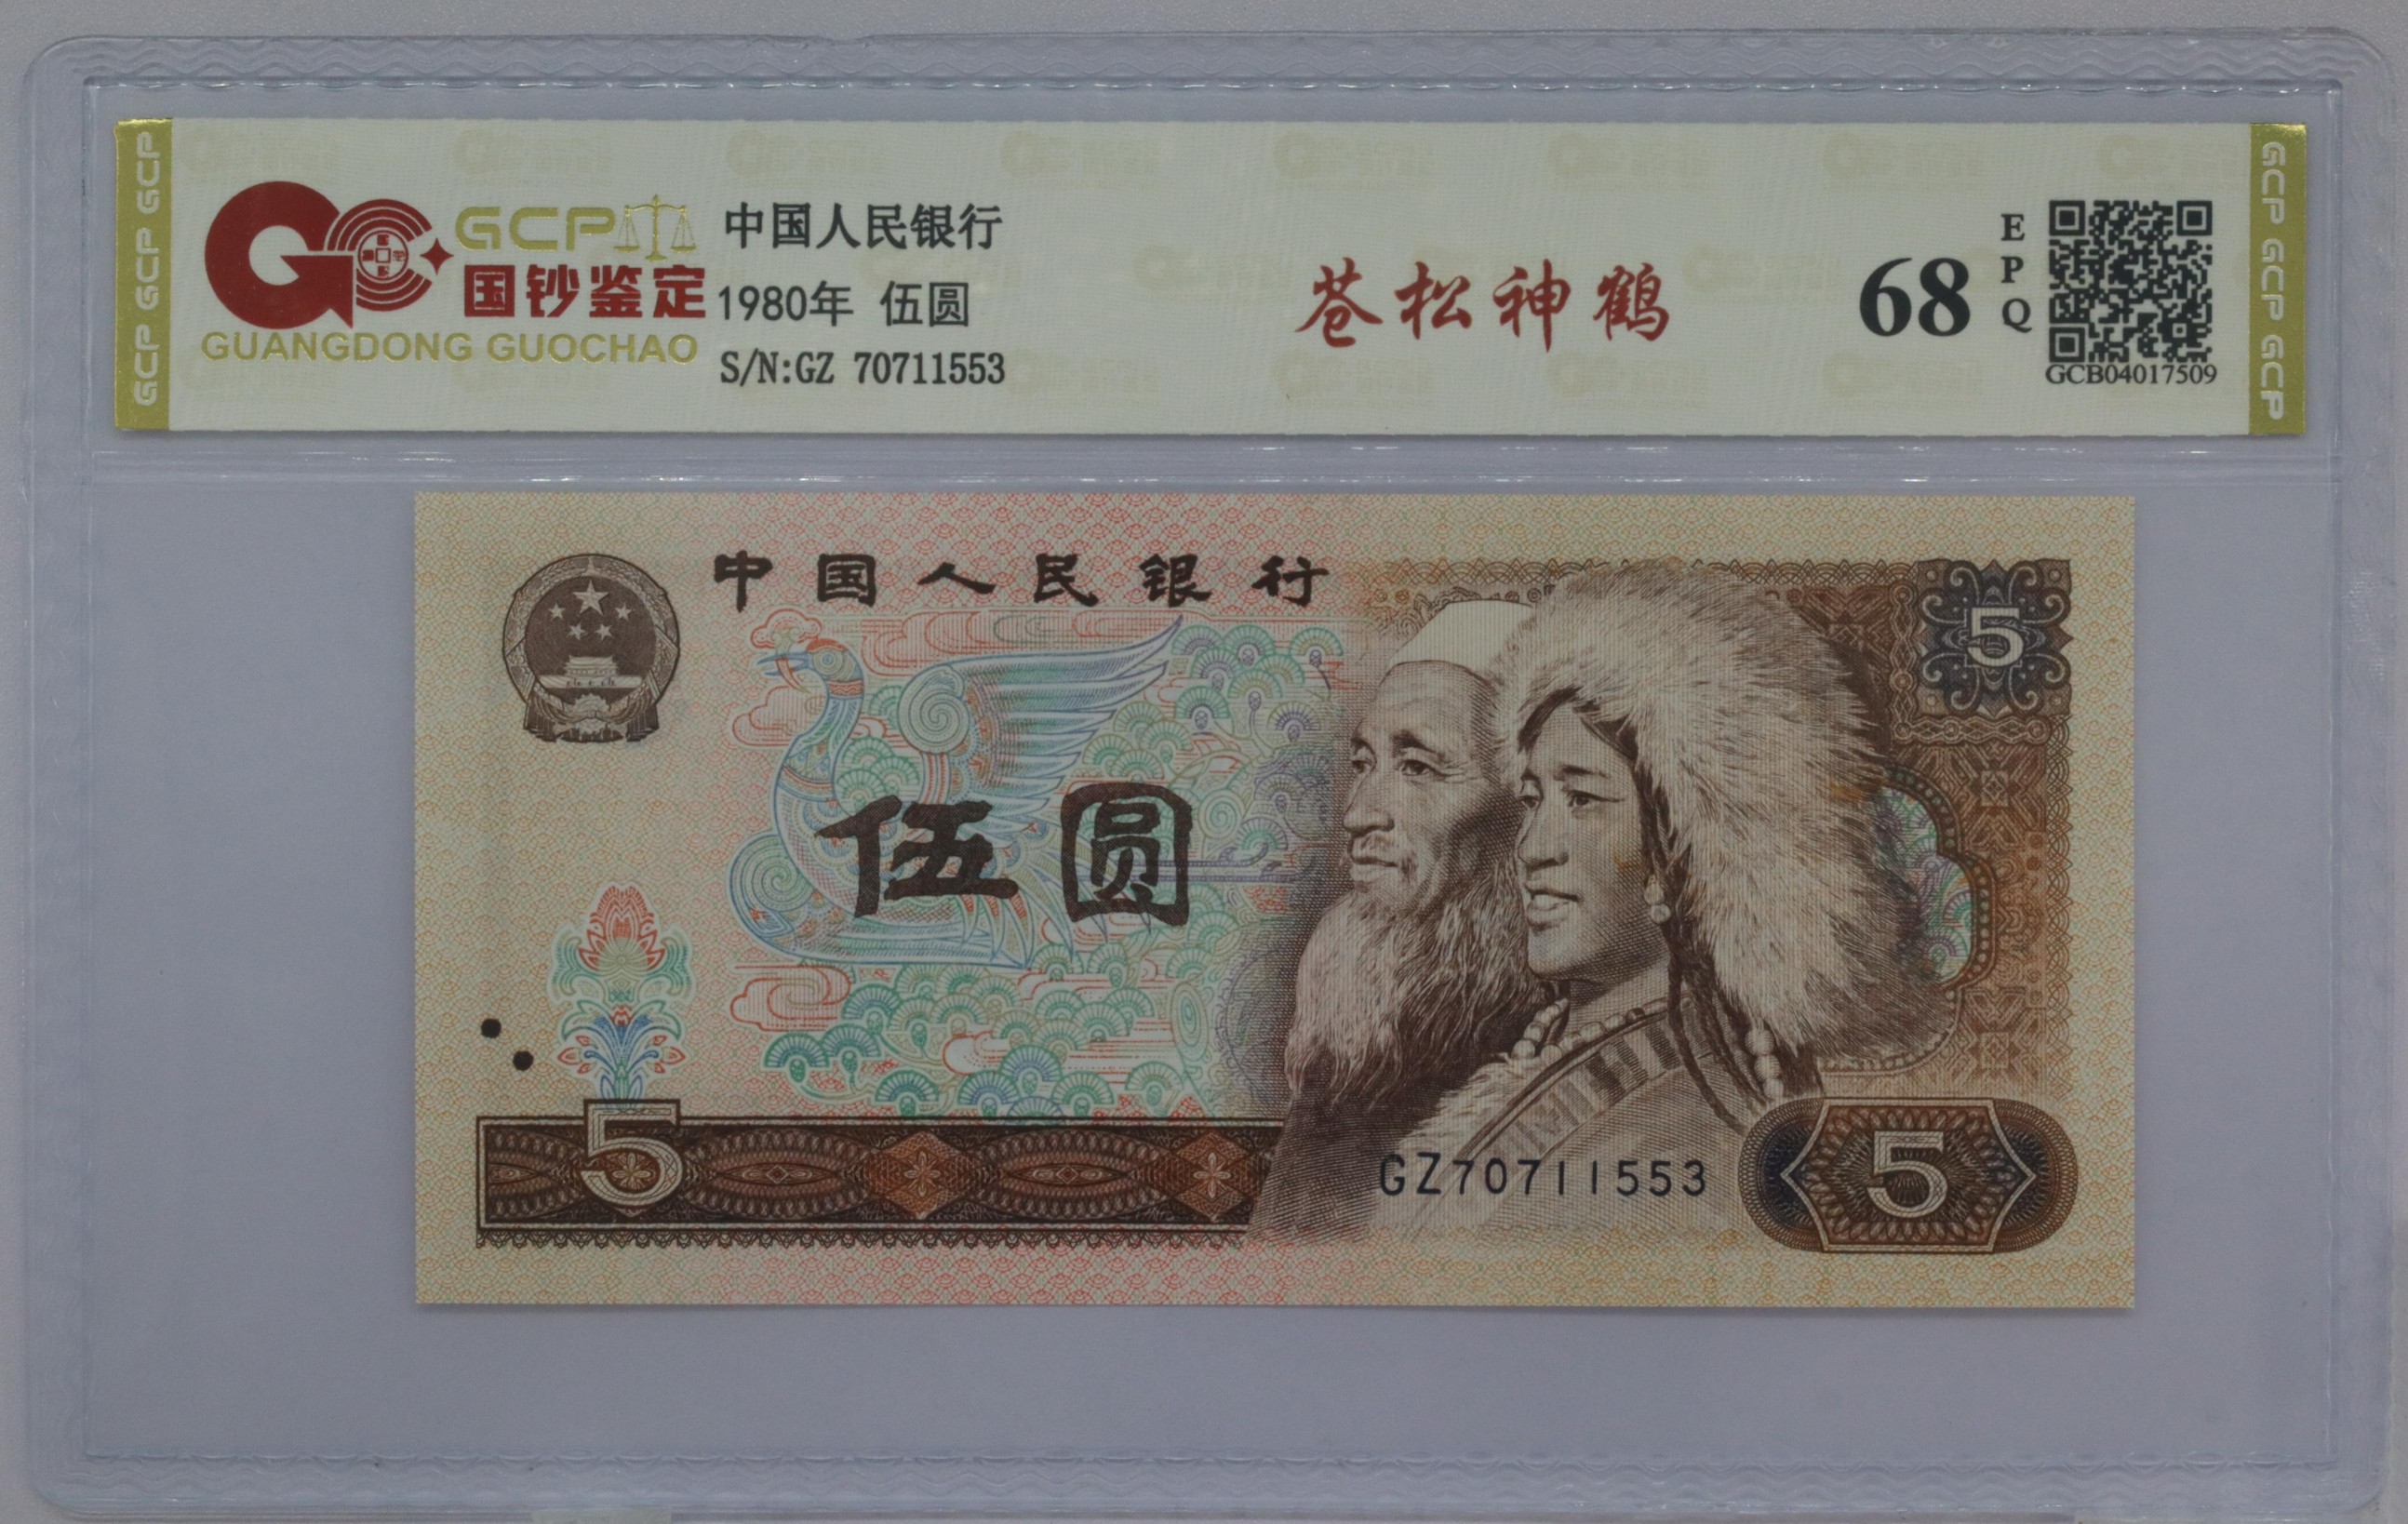 GCP GCP GCP
GCP
国钞鉴定
GUANGDONG GUOCHAO
中国人民银行
1980年 伍圆
S/N:GZ 70711553
苍松神鹤
68
EPQ
GCB04017509
GCP GCP GCP
中国人民银行
5
伍圆
5
GZ70711553
5